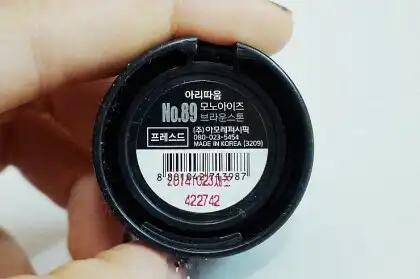 아리따움
No.89 모노아이즈
브라운스톤
프레스드 (주)아모레퍼시픽
080-023-5454
MADE IN KOREA (3209)
422742